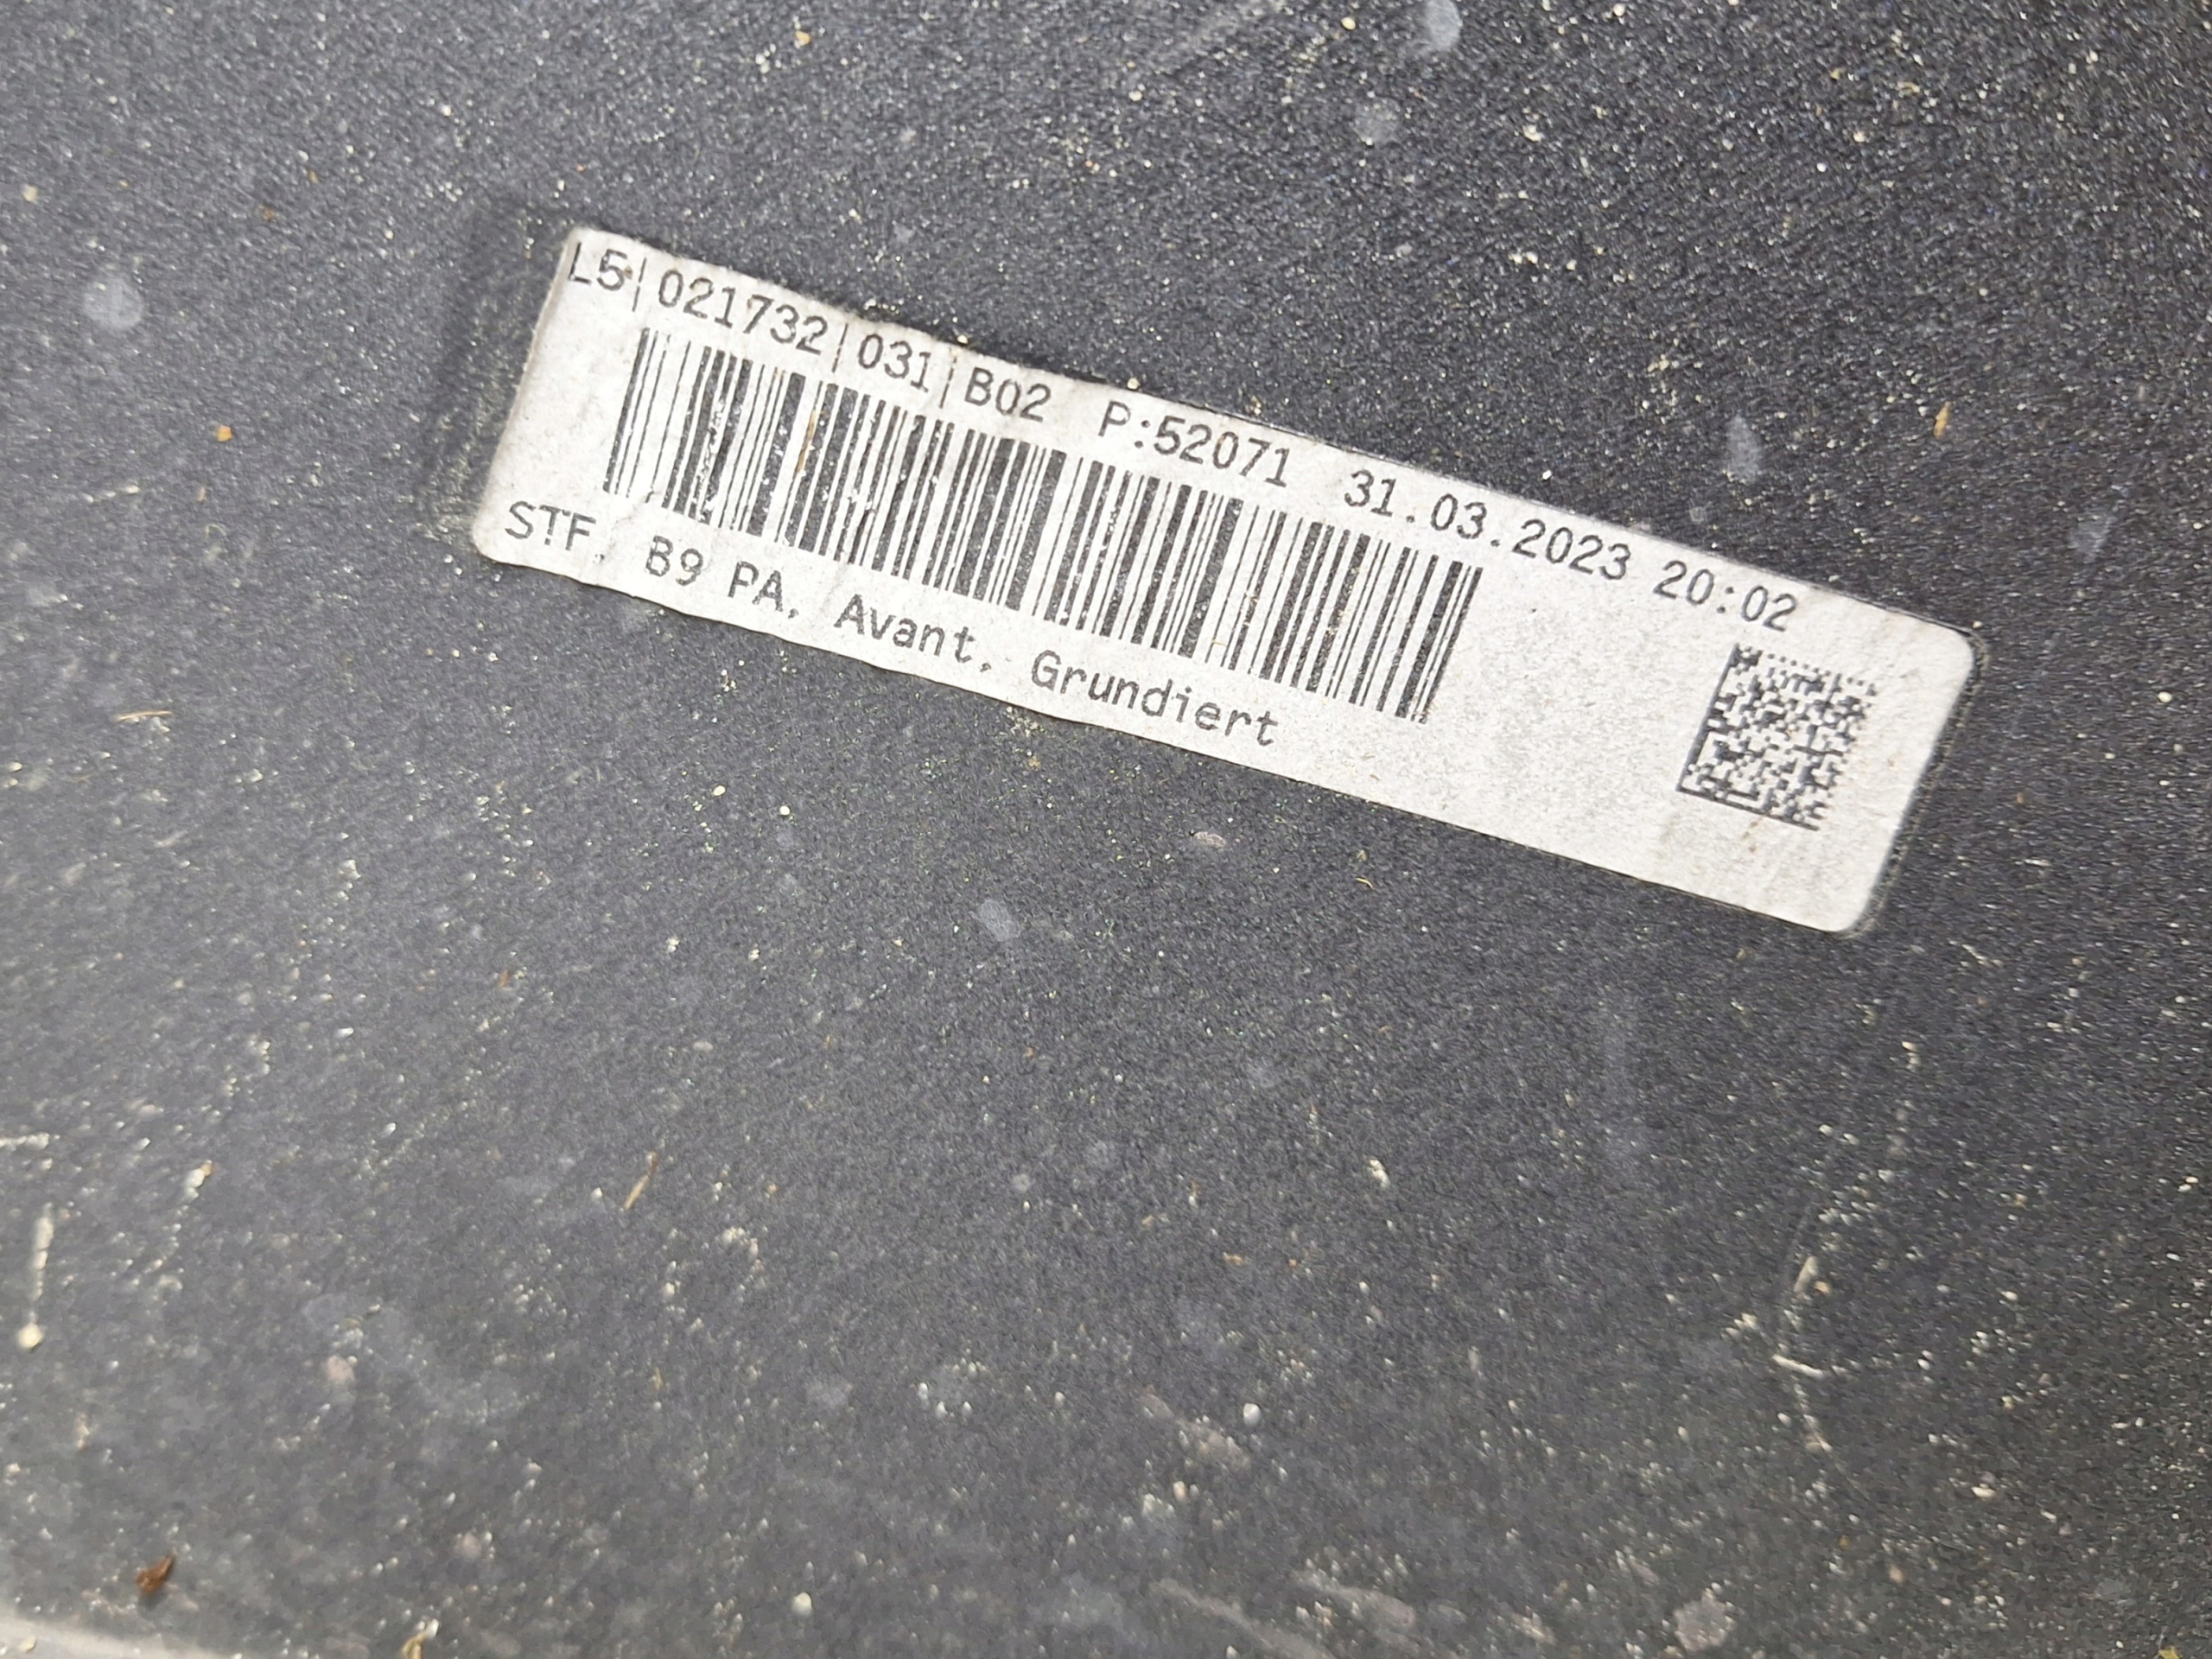 L5|021732|031|B02 P:52071 31.03.2023 20:02
STF. B9 PA, Avant, Grundiert